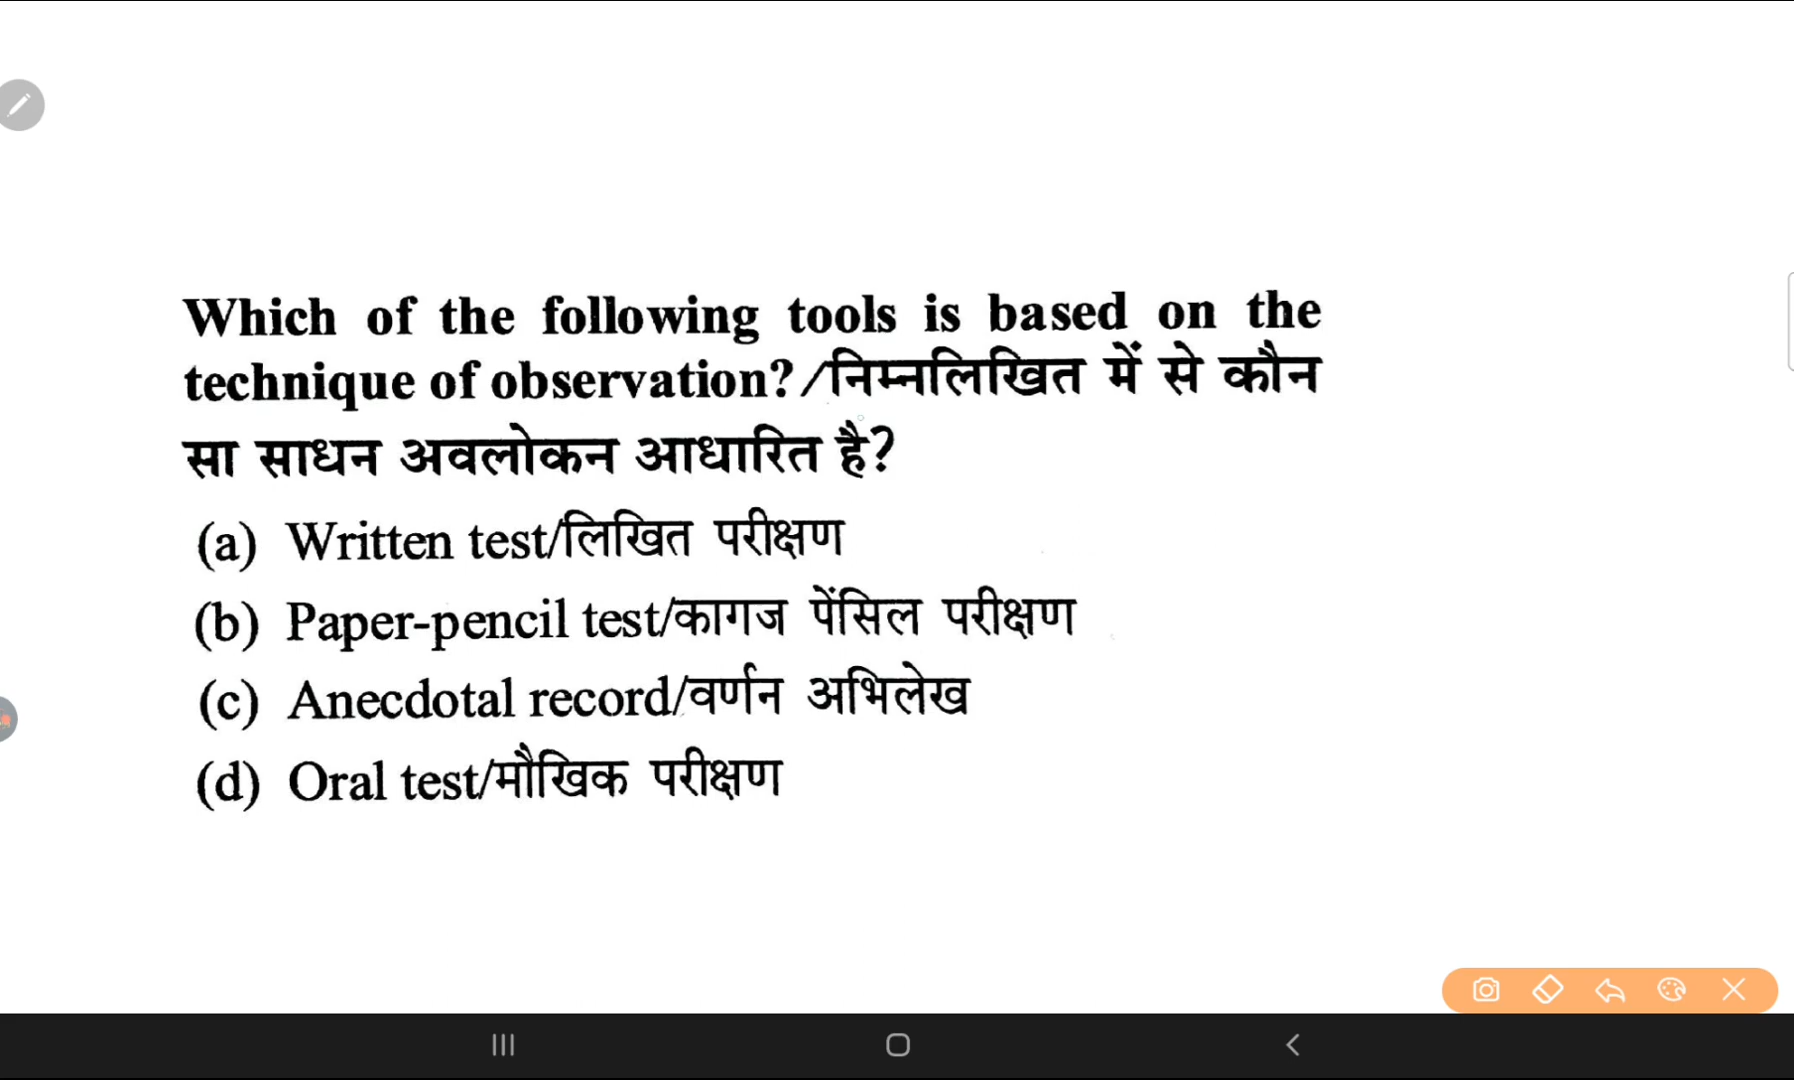 Which of the following tools is based on the
technique of observation?/निम्नलिखित में से कौन
सा साधन अवलोकन आधारित है?
(a) Written test/लिखित परीक्षण
(b) Paper-pencil test/कागज पेंसिल परीक्षण
(c) Anecdotal record/वर्णन अभिलेख
(d) Oral test/मौखिक परीक्षण